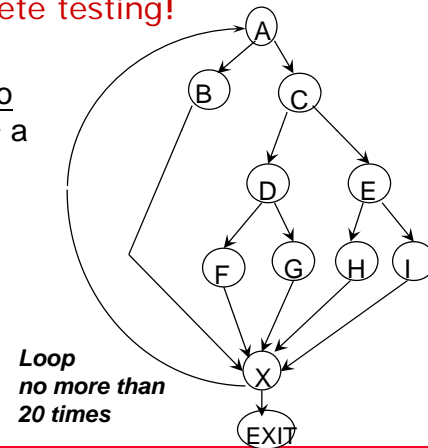 ete testing!
o
a
A
B
C
D
E
F
G
H
I
Loop
no more than
20 times
X
EXIT